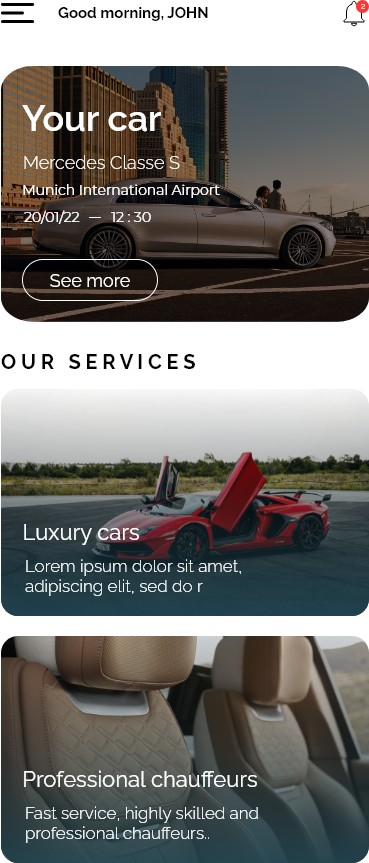 Good morning, JOHN
2
Your car
Mercedes Classe S
Munich International Airport
20/01/22 — 12 : 30
See more
OUR SERVICES
Luxury cars
Lorem ipsum dolor sit amet,
adipiscing elit, sed do r
Professional chauffeurs
Fast service, highly skilled and
professional chauffeurs..